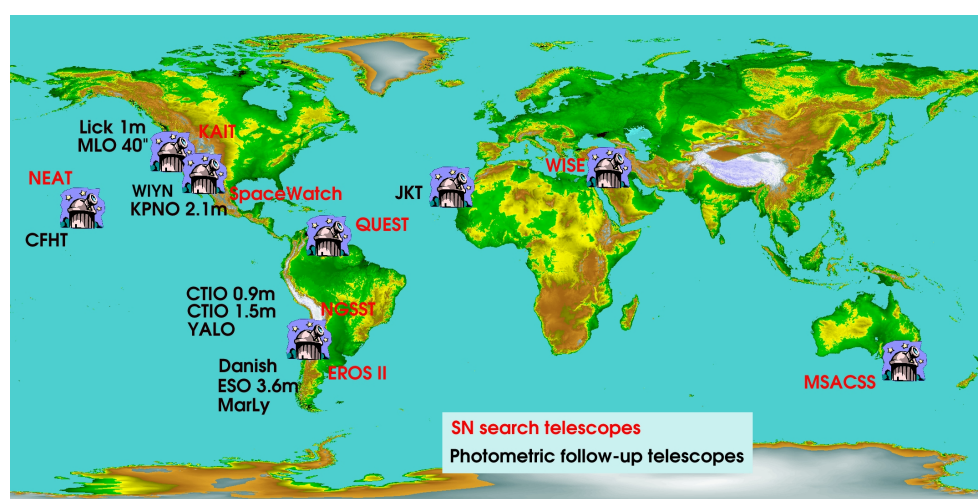 Lick 1m
MLO 40"
KAIT
NEAT
CFHT
WIYN
KPNO 2.1m
SpaceWatch
JKT
WISE
QUEST
CTIO 0.9m
CTIO 1.5m
YALO
NGSST
Danish
ESO 3.6m
MarLy
EROS II
MSACSS
SN search telescopes
Photometric follow-up telescopes